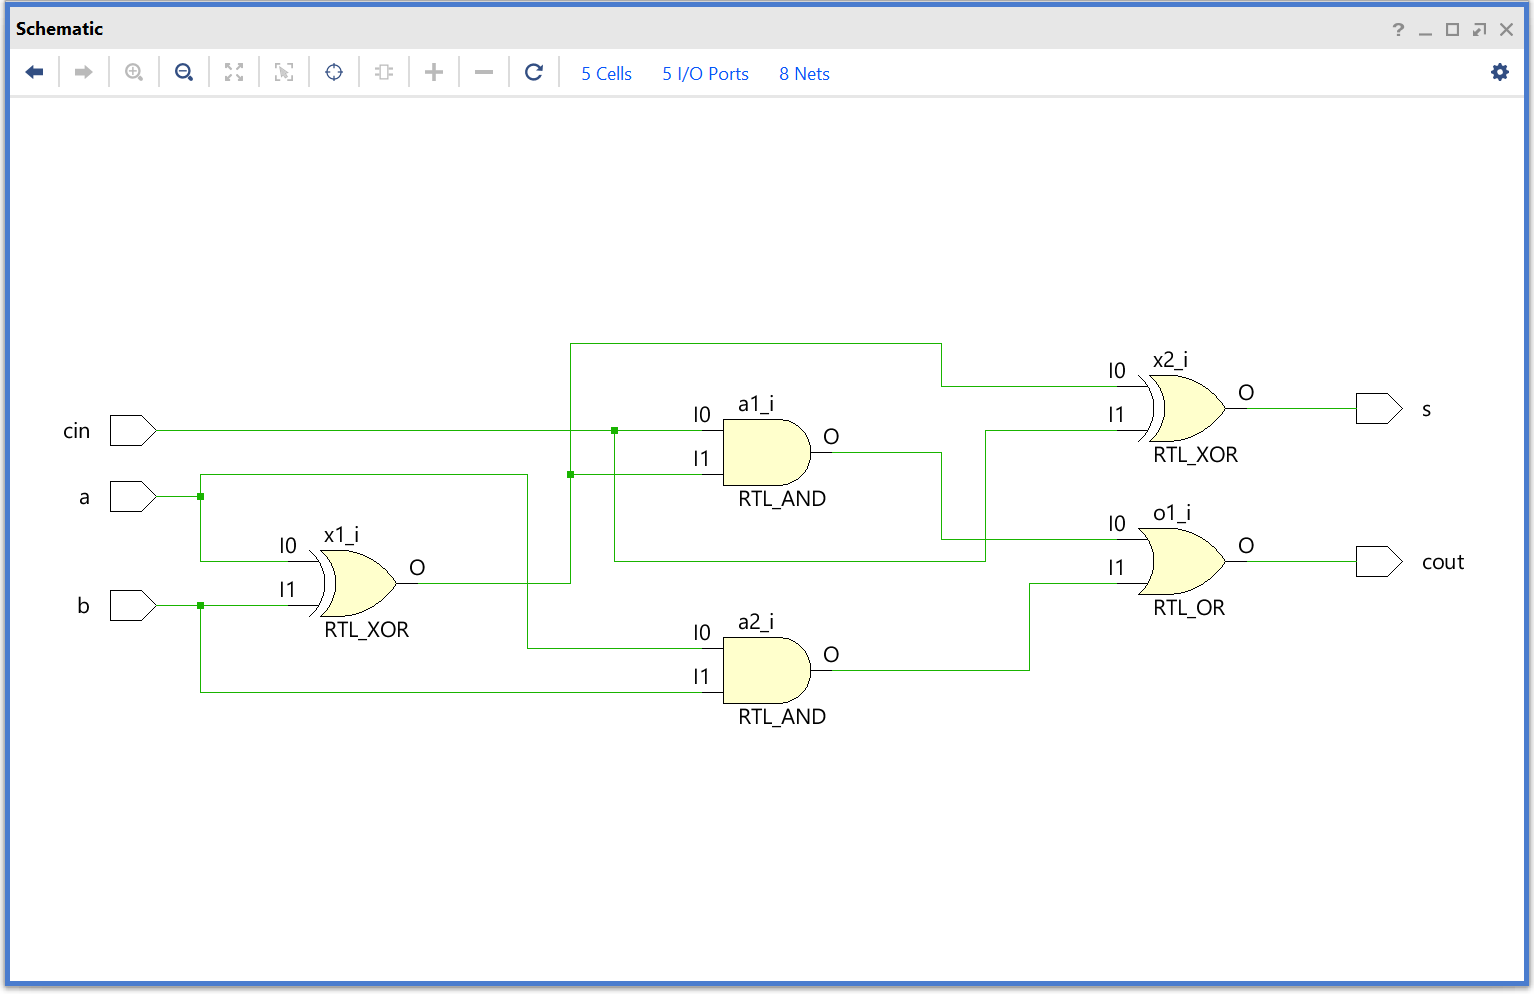 Schematic
5 Cells 5 I/O Ports 8 Nets
x2_i
I0 O
I1 s
RTL_XOR
a1_i
cin I0 O
I1
RTL_AND
a
o1_i
I0 O
I1 cout
RTL_OR
x1_i
I0 O
I1
b
RTL_XOR
a2_i
I0 O
I1
RTL_AND